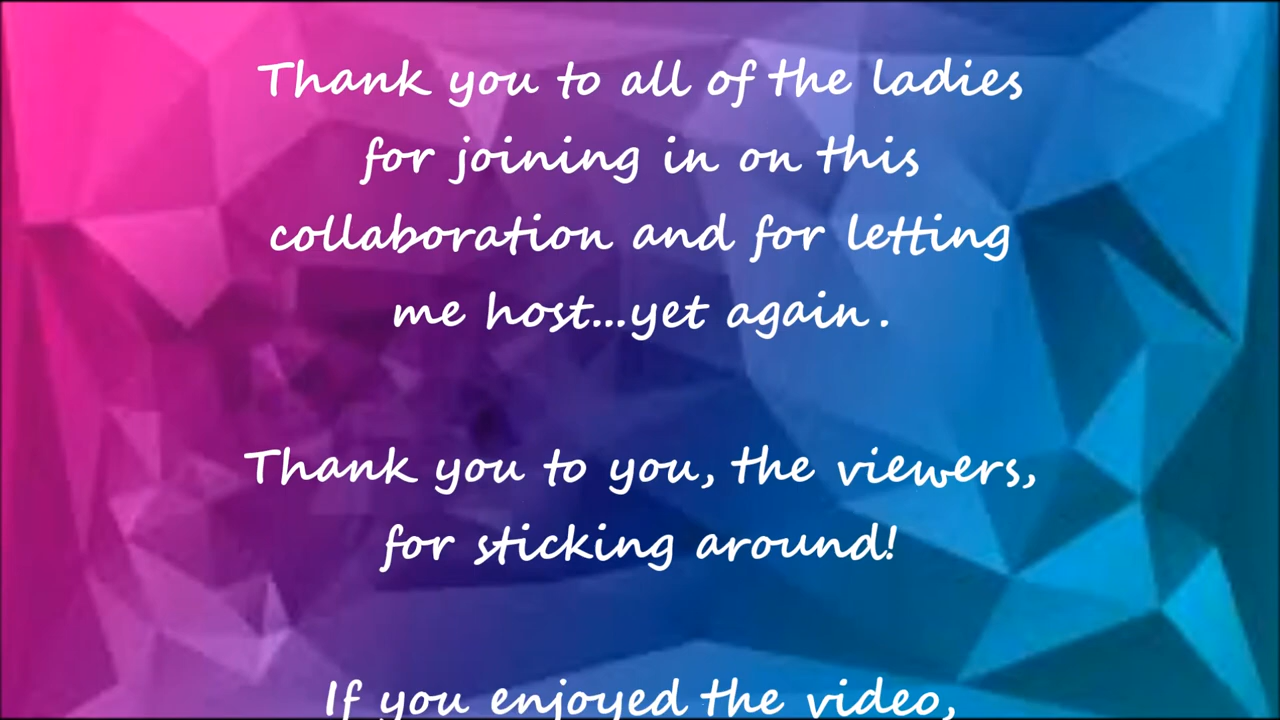 Thank you to all of the ladies
for joining in on this
collaboration and for letting
me host...yet again.
Thank you to you, the viewers,
for sticking around!
If you enjoyed the video,